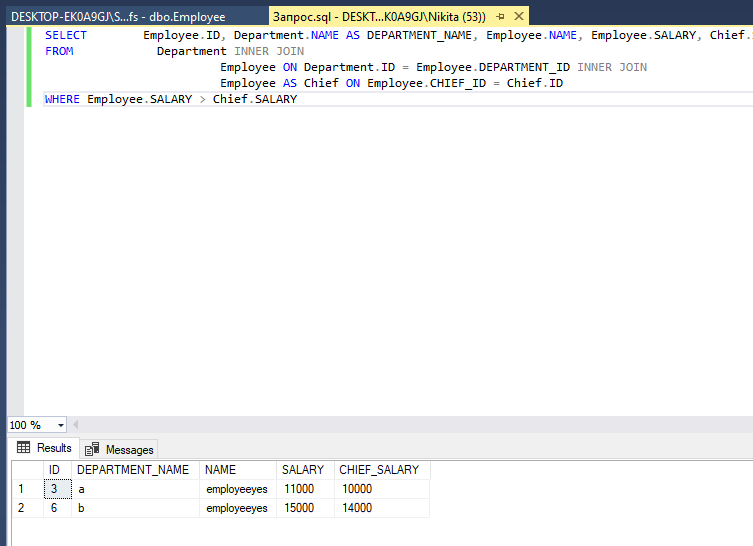 DESKTOP-EK0A9GJ\S...fs - dbo.Employee
Запрос.sql - DESKT...K0A9GJ\Nikita (53))
SELECT Employee.ID, Department.NAME AS DEPARTMENT_NAME, Employee.NAME, Employee.SALARY, Chief.
FROM Department INNER JOIN
Employee ON Department.ID = Employee.DEPARTMENT_ID INNER JOIN
Employee AS Chief ON Employee.CHIEF_ID = Chief.ID
WHERE Employee.SALARY > Chief.SALARY
100 %
Results Messages
ID DEPARTMENT_NAME NAME SALARY CHIEF_SALARY
1 3 a employeeyes 11000 10000
2 6 b employeeyes 15000 14000